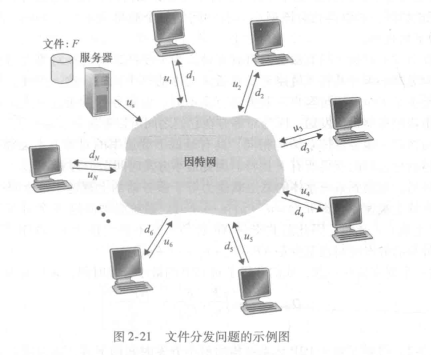 文件: F
服务器
u_s
u_1 d_1
u_2
d_2
u_3
d_3
因特网
d_N
u_N
u_4
d_4
d_6
u_6
u_5
d_5
图 2-21 文件分发问题的示例图